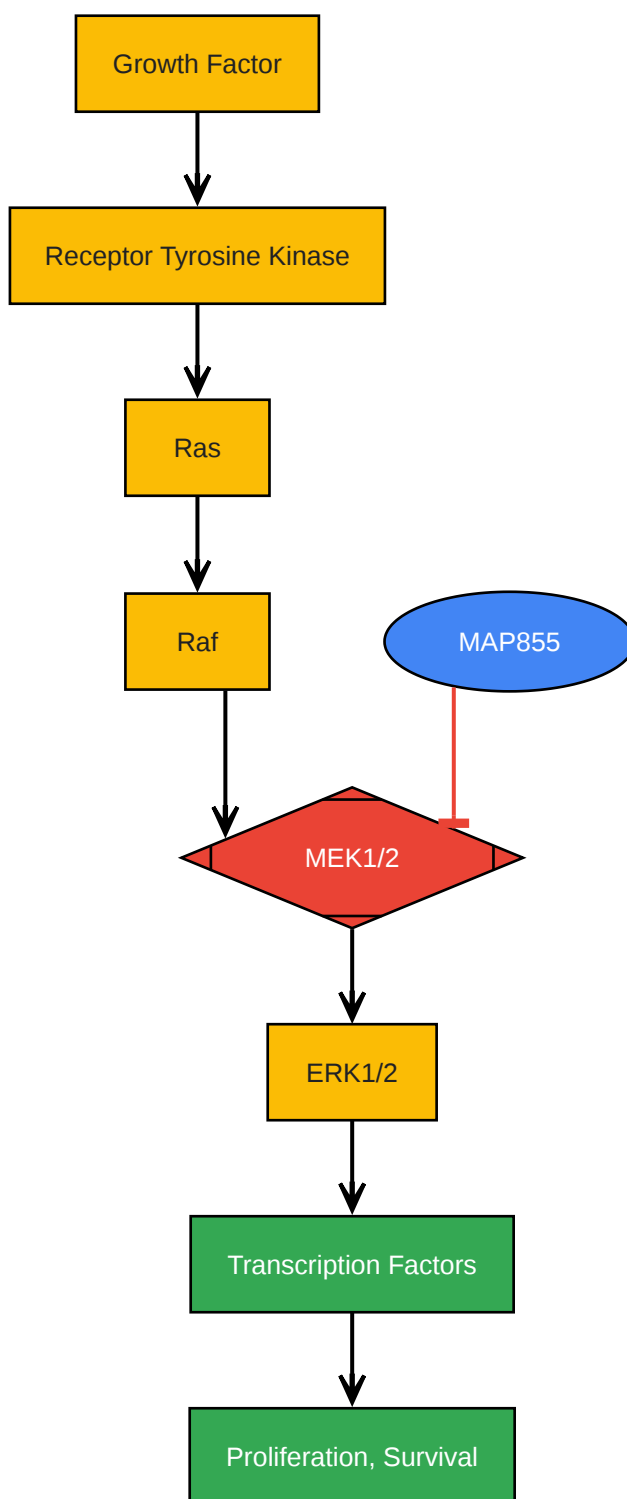 Growth Factor
Receptor Tyrosine Kinase
Ras
Raf
MAP855
MEK1/2
ERK1/2
Transcription Factors
Proliferation, Survival